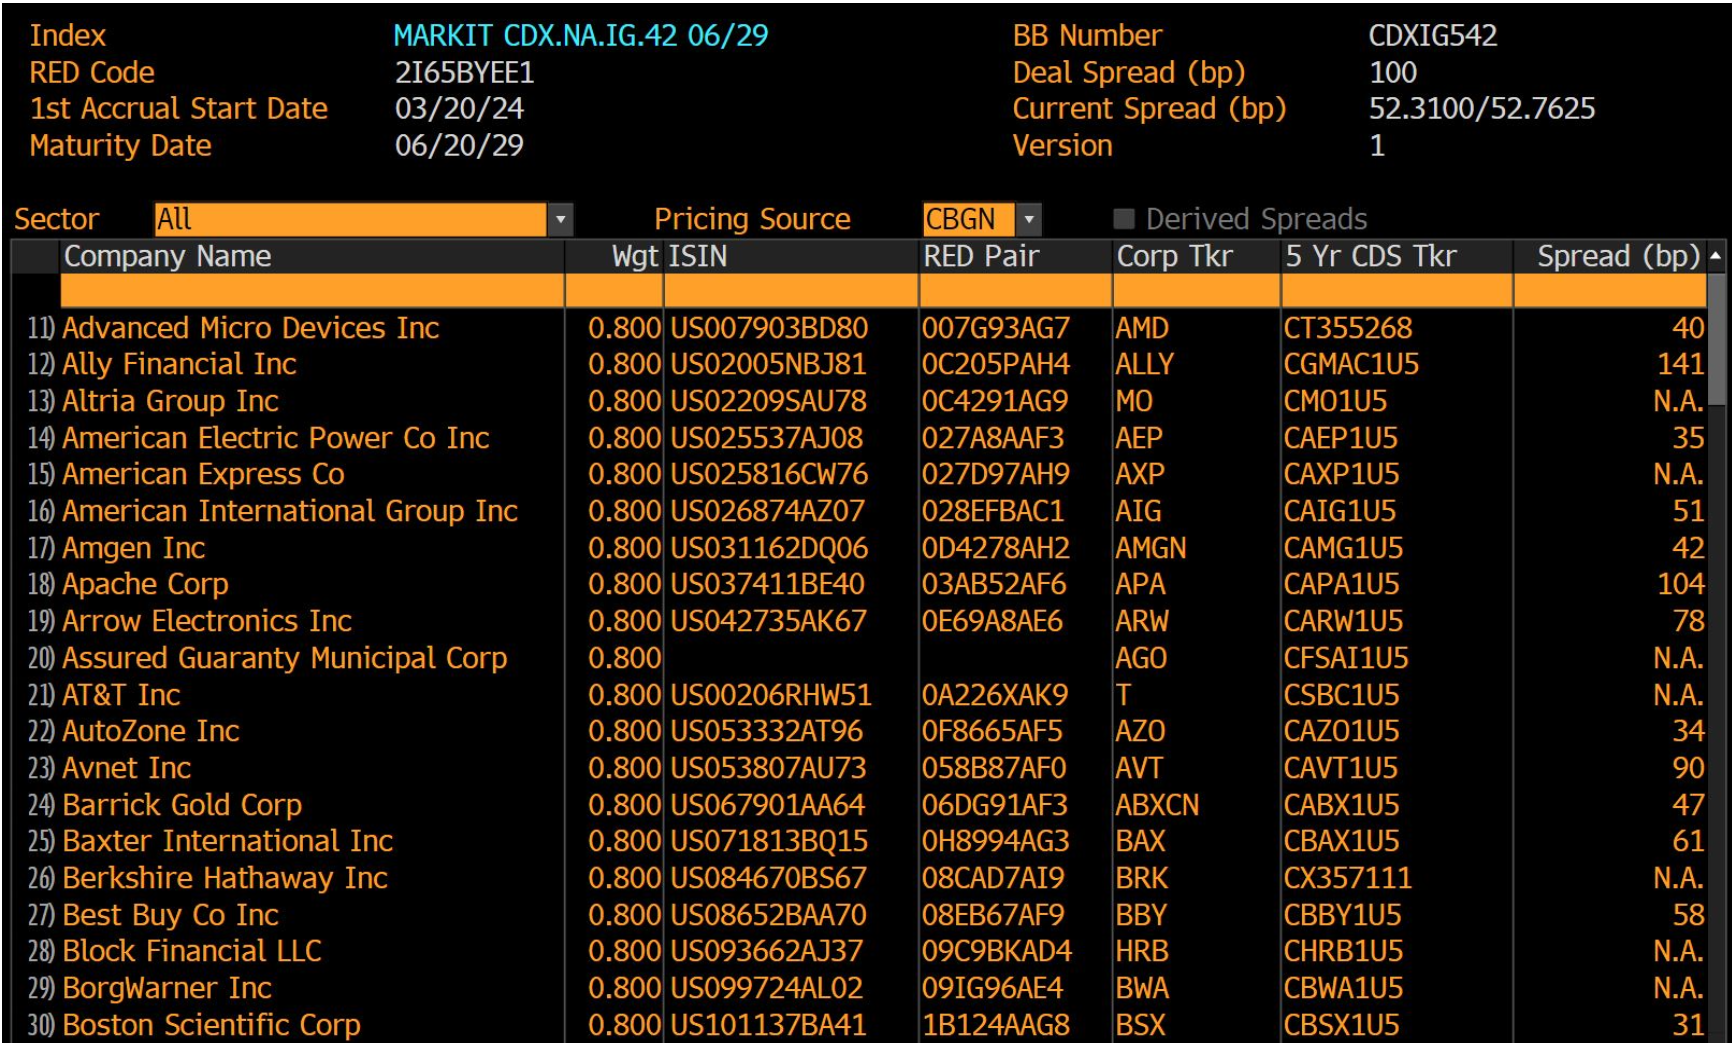 Index MARKIT CDX.NA.IG.42 06/29 BB Number CDXIG542
RED Code 2I65BYEE1 Deal Spread (bp) 100
1st Accrual Start Date 03/20/24 Current Spread (bp) 52.3100/52.7625
Maturity Date 06/20/29 Version 1
Sector All Pricing Source CBGN Derived Spreads
Company Name Wgt ISIN RED Pair Corp Tkr 5 Yr CDS Tkr Spread (bp)
11) Advanced Micro Devices Inc 0.800 US007903BD80 007G93AG7 AMD CT355268 40
12) Ally Financial Inc 0.800 US02005NBJ81 0C205PAH4 ALLY CGMAC1U5 141
13) Altria Group Inc 0.800 US02209SAU78 0C4291AG9 MO CMO1U5 N.A.
14) American Electric Power Co Inc 0.800 US025537AJ08 027A8AAF3 AEP CAEP1U5 35
15) American Express Co 0.800 US025816CW76 027D97AH9 AXP CAXP1U5 N.A.
16) American International Group Inc 0.800 US026874AZ07 028EFBAC1 AIG CAIG1U5 51
17) Amgen Inc 0.800 US031162DQ06 0D4278AH2 AMGN CAMG1U5 42
18) Apache Corp 0.800 US037411BE40 03AB52AF6 APA CAPA1U5 104
19) Arrow Electronics Inc 0.800 US042735AK67 0E69A8AE6 ARW CARW1U5 78
20) Assured Guaranty Municipal Corp 0.800 AGO CFSAI1U5 N.A.
21) AT&T Inc 0.800 US00206RHW51 0A226XAK9 T CSBC1U5 N.A.
22) AutoZone Inc 0.800 US053332AT96 0F8665AF5 AZO CAZO1U5 34
23) Avnet Inc 0.800 US053807AU73 058B87AF0 AVT CAVT1U5 90
24) Barrick Gold Corp 0.800 US067901AA64 06DG91AF3 ABXCN CABX1U5 47
25) Baxter International Inc 0.800 US071813BQ15 0H8994AG3 BAX CBAX1U5 61
26) Berkshire Hathaway Inc 0.800 US084670BS67 08CAD7AI9 BRK CX357111 N.A.
27) Best Buy Co Inc 0.800 US08652BAA70 08EB67AF9 BBY CBBY1U5 58
28) Block Financial LLC 0.800 US093662AJ37 09C9BKAD4 HRB CHRB1U5 N.A.
29) BorgWarner Inc 0.800 US099724AL02 09IG96AE4 BWA CBWA1U5 N.A.
30) Boston Scientific Corp 0.800 US101137BA41 1B124AAG8 BSX CBSX1U5 31